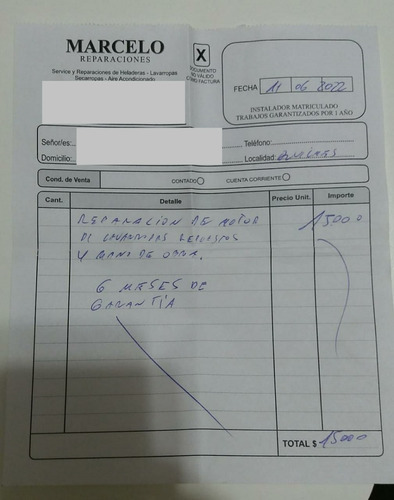 MARCELO
REPARACIONES
Service y Reparaciones de Heladeras - Lavarropas
Secarropas - Aire Acondicionado
X
DOCUMENTO
NO VALIDO
COMO FACTURA
FECHA 11 06 2022
INSTALADOR MATRICULADO
TRABAJOS GARANTIZADOS POR 1 AÑO
Señor/es:
Teléfono:
Domicilio:
Localidad:
Cond. de Venta
CONTADO
CUENTA CORRIENTE
Cant. Detalle Precio Unit. Importe
REPARACION DE MOTOR 15000
DE LAVARROPAS REPUESTOS
Y MANO DE OBRA.
6 MESES DE
GARANTÍA
TOTAL $ 15000